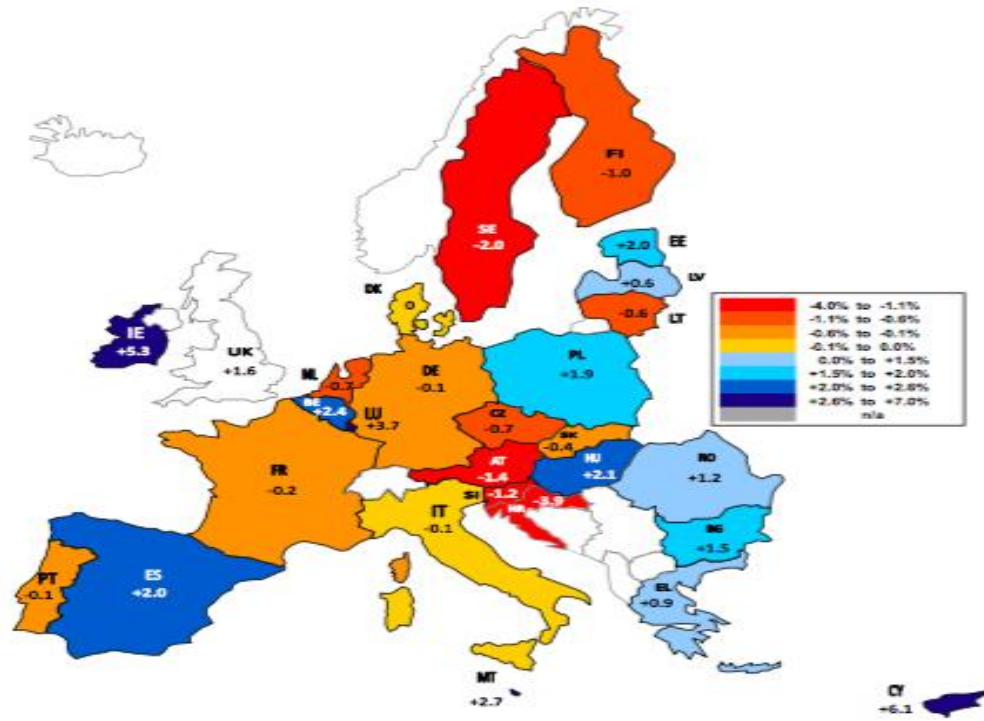 FI
-1.0
SE
-2.0
+2.0
EE
+0.6
LV
-0.6
LT
DK
0
IE
+5.3
UK
+1.6
NL
-0.7
BE
+2.4
LU
+3.7
DE
-0.1
PL
+1.9
CZ
-0.7
SK
-0.4
AT
-1.4
HU
+2.1
RO
+1.2
FR
-0.2
SI
-1.2
HR
-3.9
IT
-0.1
BG
+1.5
PT
-0.1
ES
+2.0
EL
+0.9
MT
+2.7
CY
+6.1
-4.0% to -1.1%
-1.1% to -0.6%
-0.6% to -0.1%
-0.1% to 0.0%
0.0% to +1.5%
+1.5% to +2.0%
+2.0% to +2.6%
+2.6% to +7.0%
n/a